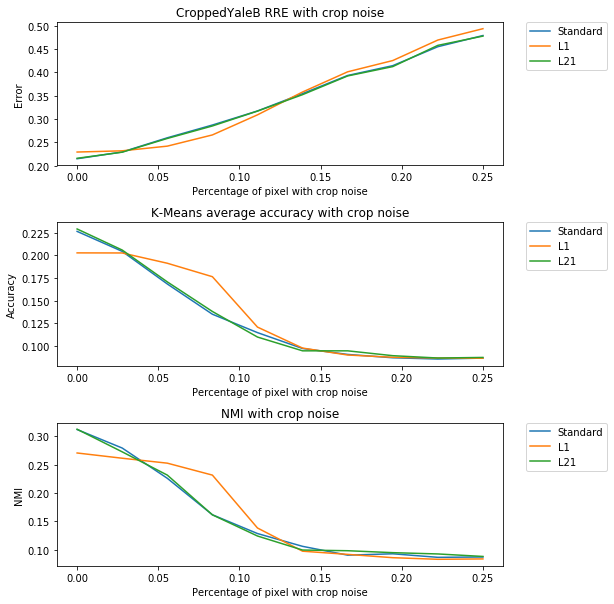 CroppedYaleB RRE with crop noise
0.50
0.45
0.40
0.35
0.30
0.25
0.20
Error
0.00 0.05 0.10 0.15 0.20 0.25
Percentage of pixel with crop noise
Standard
L1
L21
K-Means average accuracy with crop noise
0.225
0.200
0.175
0.150
0.125
0.100
Accuracy
0.00 0.05 0.10 0.15 0.20 0.25
Percentage of pixel with crop noise
Standard
L1
L21
NMI with crop noise
0.30
0.25
0.20
0.15
0.10
NMI
0.00 0.05 0.10 0.15 0.20 0.25
Percentage of pixel with crop noise
Standard
L1
L21